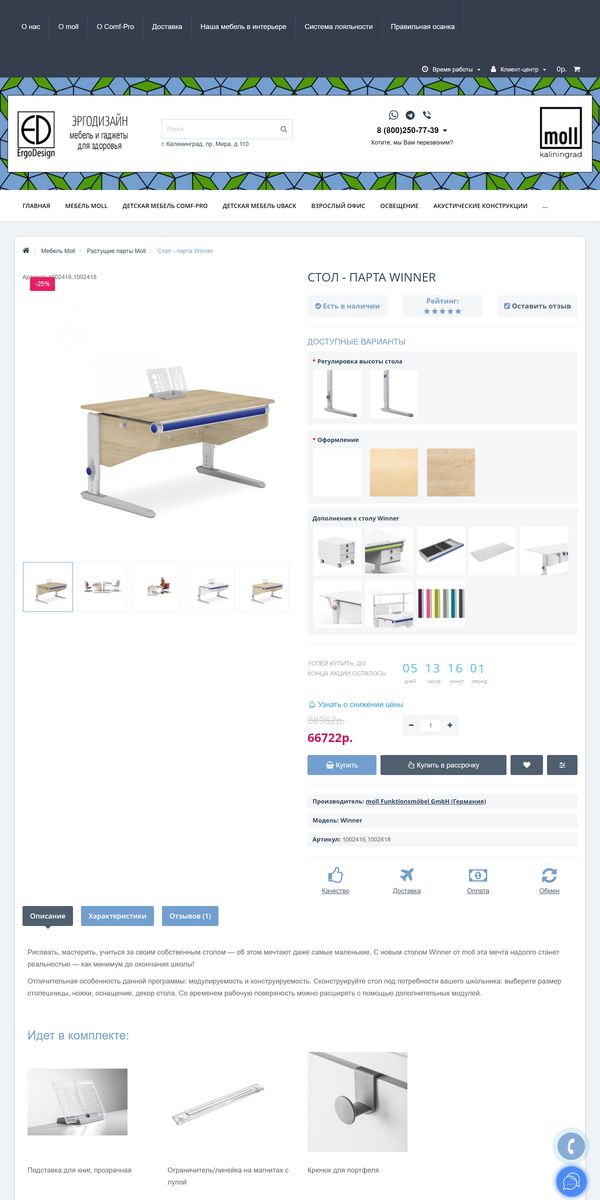 О нас
О moll
О Comf-Pro
Доставка
Наша мебель в интерьере
Система лояльности
Правильная осанка
Время работы
Клиент-центр
0р.
ED
ErgoDesign
ЭРГОДИЗАЙН
мебель и гаджеты
для здоровья
Поиск
г. Калининград, пр. Мира, д.110
8 (800)250-77-39
Хотите, мы Вам перезвоним?
moll
kaliningrad
ГЛАВНАЯ
МЕБЕЛЬ MOLL
ДЕТСКАЯ МЕБЕЛЬ COMF-PRO
ДЕТСКАЯ МЕБЕЛЬ UBACK
ВЗРОСЛЫЙ ОФИС
ОСВЕЩЕНИЕ
АКУСТИЧЕСКИЕ КОНСТРУКЦИИ
...
/ Мебель Moll / Растущие парты Moll / Стол - парта Winner
Артикул: 1002416,1002418
-25%
СТОЛ - ПАРТА WINNER
Есть в наличии
Рейтинг:
Оставить отзыв
ДОСТУПНЫЕ ВАРИАНТЫ
* Регулировка высоты стола
* Оформление
Дополнения к столу Winner
УСПЕЙ КУПИТЬ, ДО
КОНЦА АКЦИИ ОСТАЛОСЬ:
05 13 16 01
дней часов минут секунд
Узнать о снижении цены
88962р.
66722р.
1
Купить
Купить в рассрочку
Производитель: moll Funktionsmöbel GmbH (Германия)
Модель: Winner
Артикул: 1002416,1002418
Качество
Доставка
Оплата
Обмен
Описание
Характеристики
Отзывов (1)
Рисовать, мастерить, учиться за своим собственным столом — об этом мечтают даже самые маленькие. С новым столом Winner от moll эта мечта надолго станет
реальностью — как минимум до окончания школы!
Отличительная особенность данной программы: модулируемость и конструируемость. Сконструируйте стол под потребности вашего школьника: выберите размер
столешницы, ножки, оснащение, декор стола. Со временем рабочую поверхность можно расширять с помощью дополнительных модулей.
Идет в комплекте:
Подставка для книг, прозрачная
Ограничитель/линейка на магнитах с
лупой
Крючок для портфеля